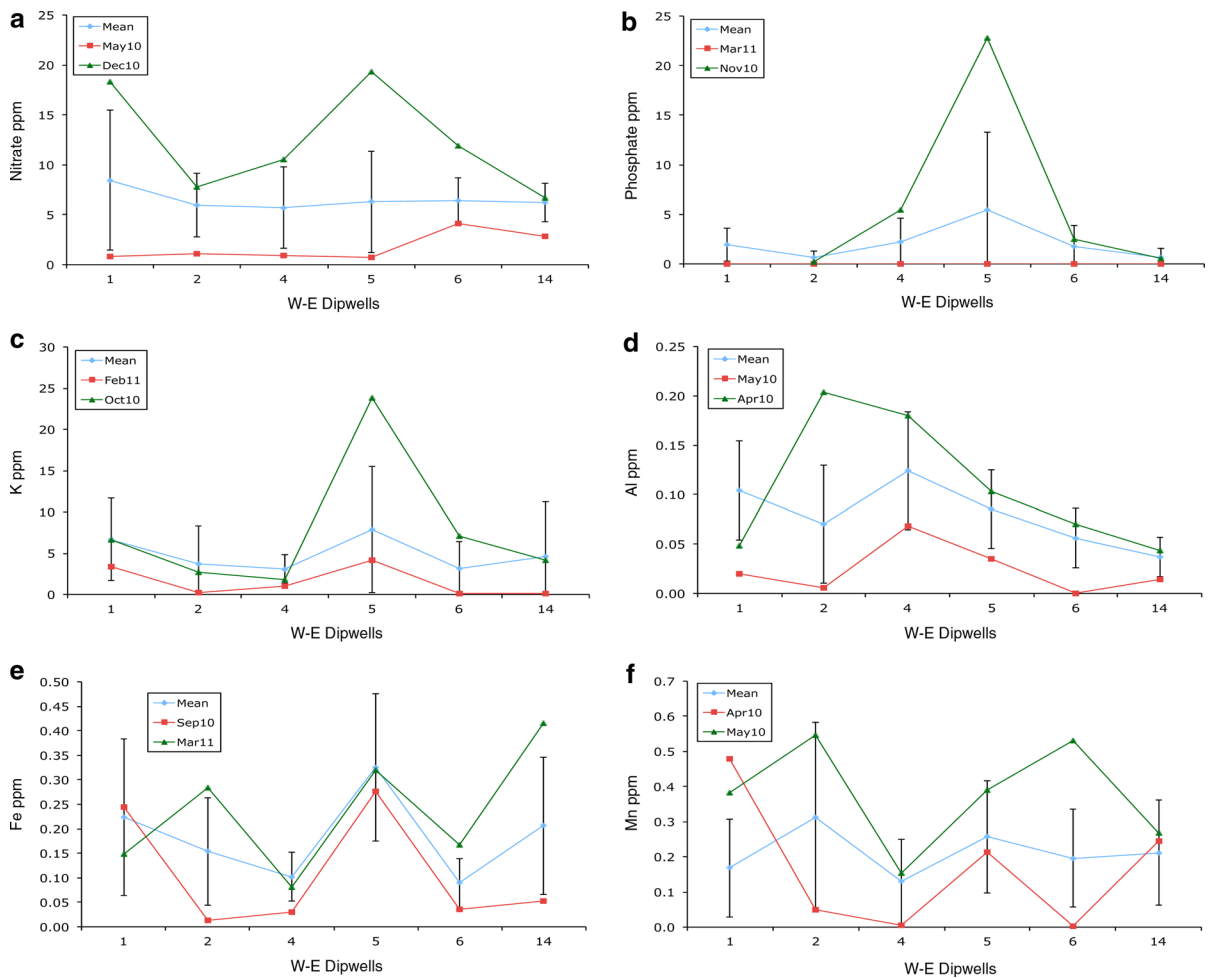 a
25
20
15
10
5
0
Nitrate ppm
Mean
May10
Dec10
1 2 4 5 6 14
W-E Dipwells
b
25
20
15
10
5
0
Phosphate ppm
Mean
Mar11
Nov10
1 2 4 5 6 14
W-E Dipwells
c
30
25
20
15
10
5
0
K ppm
Mean
Feb11
Oct10
1 2 4 5 6 14
W-E Dipwells
d
0.25
0.20
0.15
0.10
0.05
0.00
Al ppm
Mean
May10
Apr10
1 2 4 5 6 14
W-E Dipwells
e
0.50
0.45
0.40
0.35
0.30
0.25
0.20
0.15
0.10
0.05
0.00
Fe ppm
Mean
Sep10
Mar11
1 2 4 5 6 14
W-E Dipwells
f
0.7
0.6
0.5
0.4
0.3
0.2
0.1
0.0
Mn ppm
Mean
Apr10
May10
1 2 4 5 6 14
W-E Dipwells